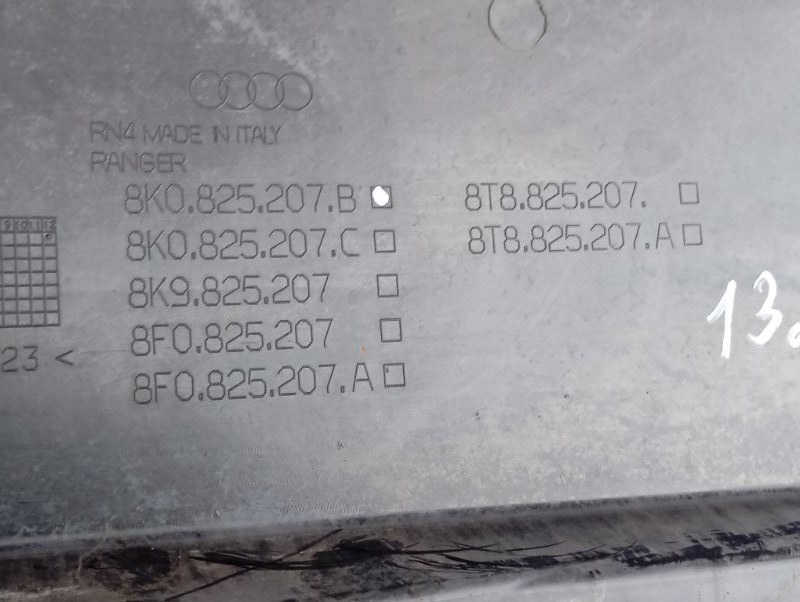 RN4 MADE IN ITALY
RANGER
8K0.825.207.B
8K0.825.207.C
8K9.825.207
8F0.825.207
8F0.825.207.A
8T8.825.207.
8T8.825.207.A
23 <
13